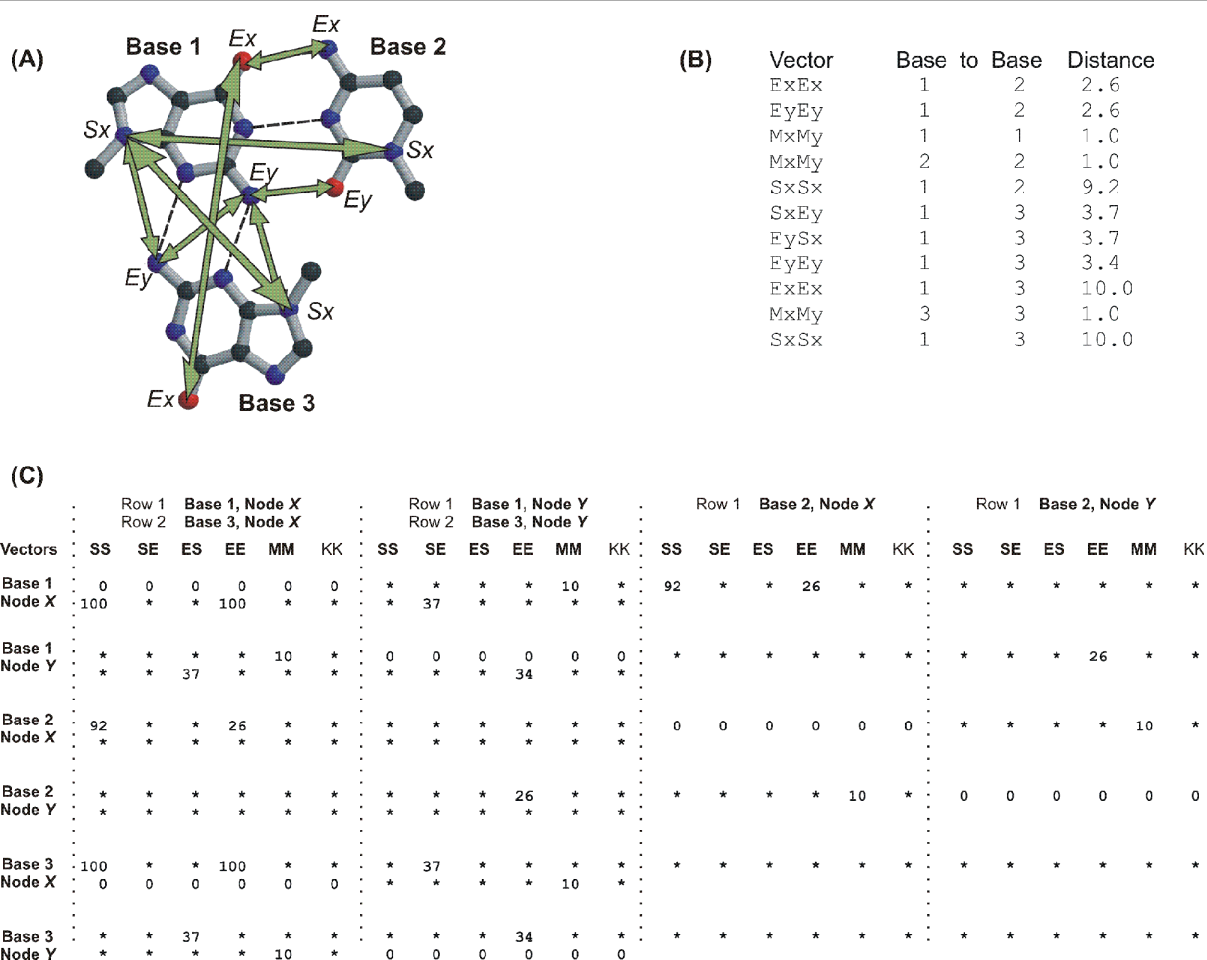 (A)
Base 1
Ex
Ex
Base 2
Sx
Sx
Ey
Ey
Ey
Sx
Ex
Base 3
(B)
Vector Base to Base Distance
ExEx 1 2 2.6
EyEy 1 2 2.6
MxMy 1 1 1.0
MxMy 2 2 1.0
SxSx 1 2 9.2
SxEy 1 3 3.7
EySx 1 3 3.7
EyEy 1 3 3.4
ExEx 1 3 10.0
MxMy 3 3 1.0
SxSx 1 3 10.0
(C)
Row 1 Base 1, Node X Row 1 Base 1, Node Y Row 1 Base 2, Node X Row 1 Base 2, Node Y
Row 2 Base 3, Node X Row 2 Base 3, Node Y
Vectors SS SE ES EE MM KK SS SE ES EE MM KK SS SE ES EE MM KK SS SE ES EE MM KK
Base 1 0 0 0 0 0 0 * * * * 10 * 92 * * 26 * * * * * * * *
Node X 100 * * 100 * * * 37 * * * *
Base 1 * * * * 10 * 0 0 0 0 0 0 * * * * * * * * * 26 * *
Node Y * * 37 * * * * * * 34 * *
Base 2 92 * * 26 * * * * * * * * 0 0 0 0 0 0 * * * * 10 *
Node X * * * * * * * * * * * *
Base 2 * * * * * * * * * 26 * * * * * * 10 * 0 0 0 0 0 0
Node Y * * * * * * * * * * * *
Base 3 100 * * 100 * * * 37 * * * * * * * * * * * * * * * *
Node X 0 0 0 0 0 0 * * * * 10 *
Base 3 * * 37 * * * * * * 34 * * * * * * * * * * * * * *
Node Y * * * * 10 * 0 0 0 0 0 0